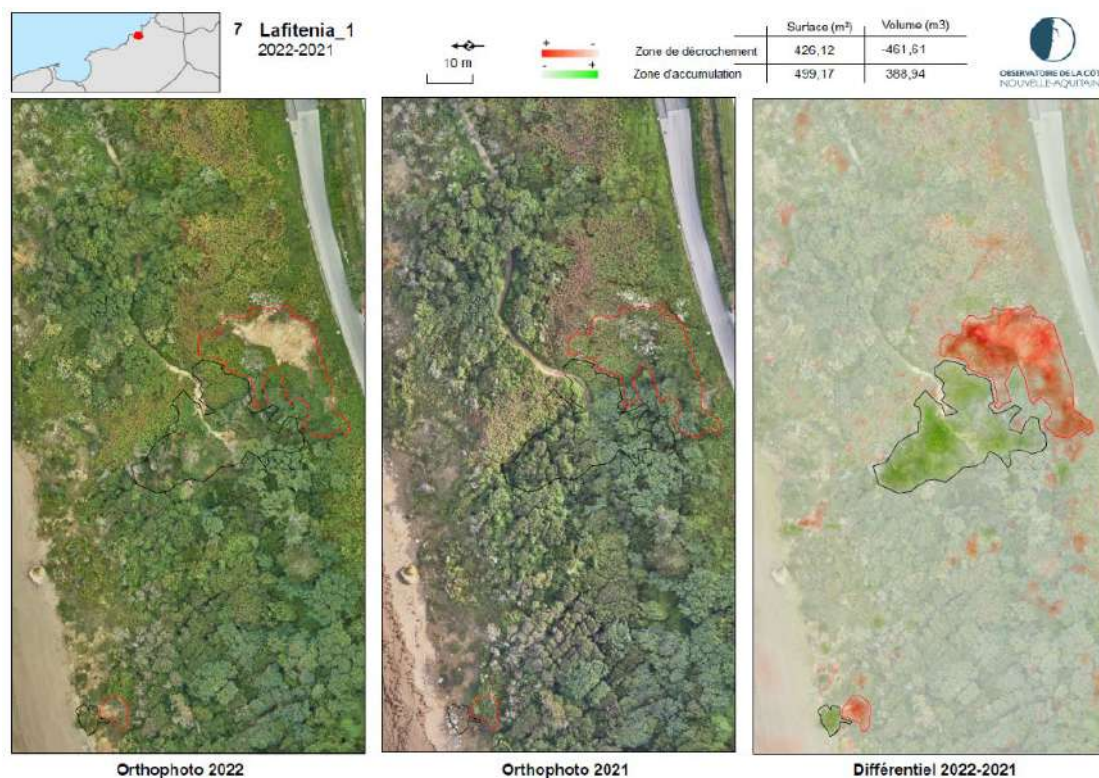 7 Lafitenia_1
2022-2021
10 m
+ -
- +
Surface (m²) Volume (m3)
Zone de décrochement 426,12 -461,61
Zone d'accumulation 499,17 388,94
OBSERVATOIRE DE LA CÔTE
NOUVELLE-AQUITAINE
Orthophoto 2022 Orthophoto 2021 Différentiel 2022-2021